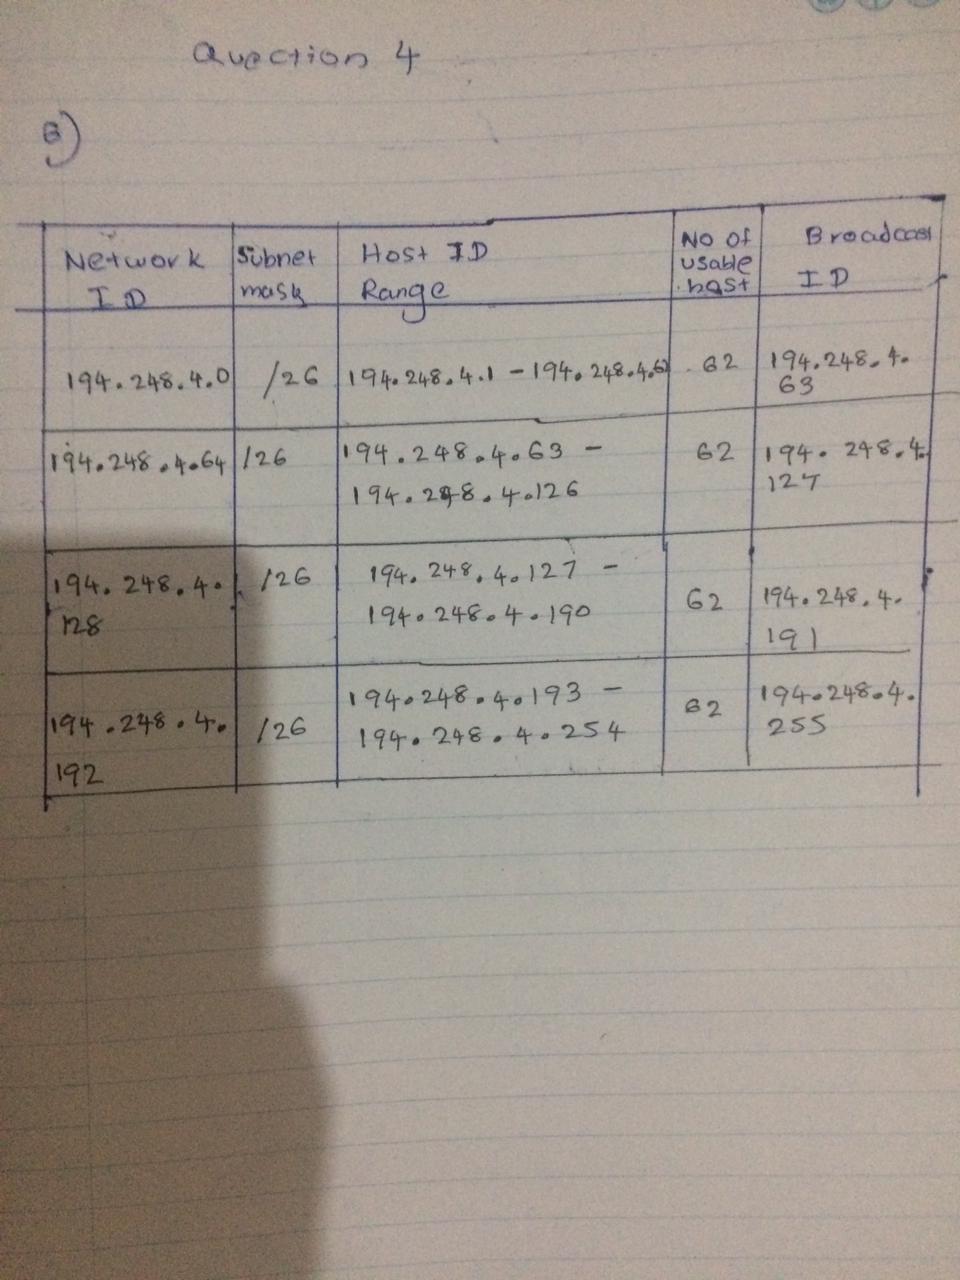 Question 4
B)
Network ID | Subnet mask | Host ID Range | No Of usable host | Broadcast ID
194.248.4.0 | /26 | 194.248.4.1 - 194.248.4.62 | 62 | 194.248.4.63
194.248.4.64 | /26 | 194.248.4.63 - 194.248.4.126 | 62 | 194.248.4.127
194.248.4.128 | /26 | 194.248.4.127 - 194.248.4.190 | 62 | 194.248.4.191
194.248.4.192 | /26 | 194.248.4.193 - 194.248.4.254 | 62 | 194.248.4.255